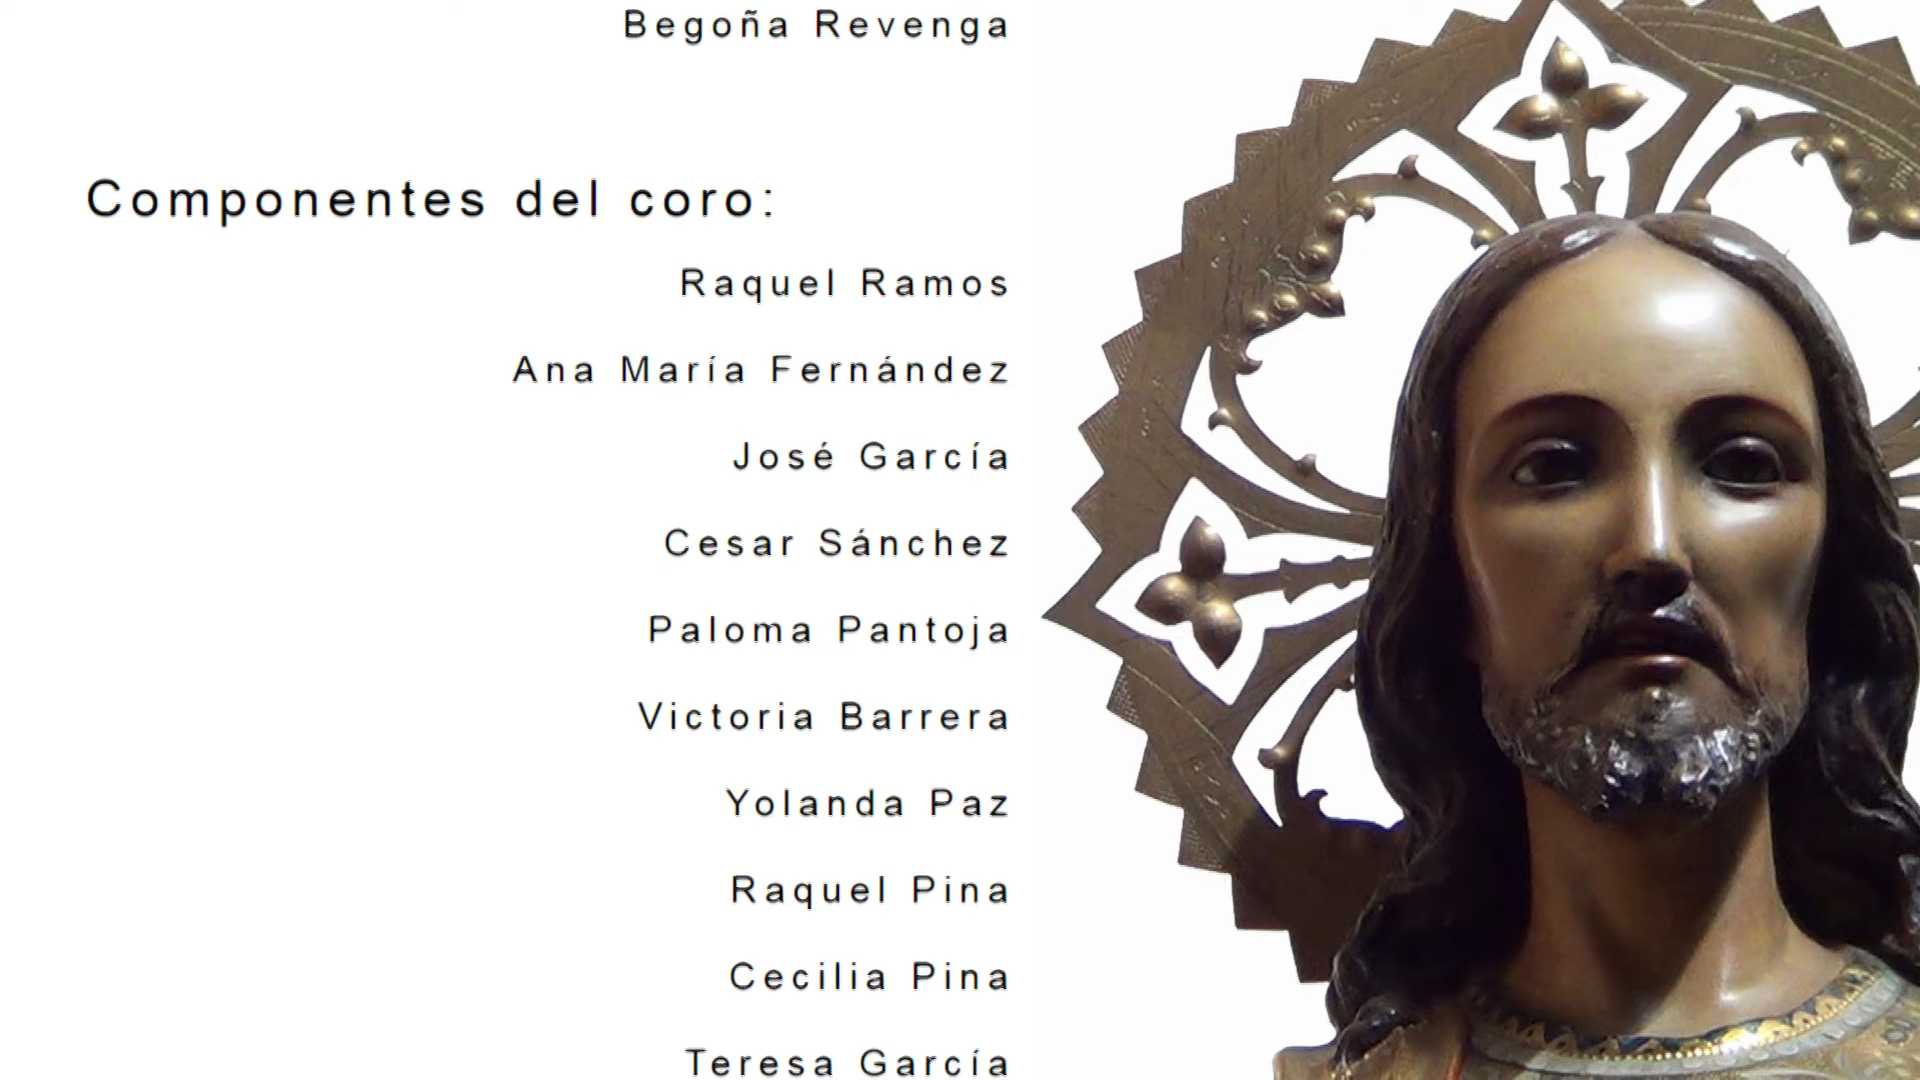 Begoña Revenga
Componentes del coro:
Raquel Ramos
Ana María Fernández
José García
Cesar Sánchez
Paloma Pantoja
Victoria Barrera
Yolanda Paz
Raquel Pina
Cecilia Pina
Teresa García